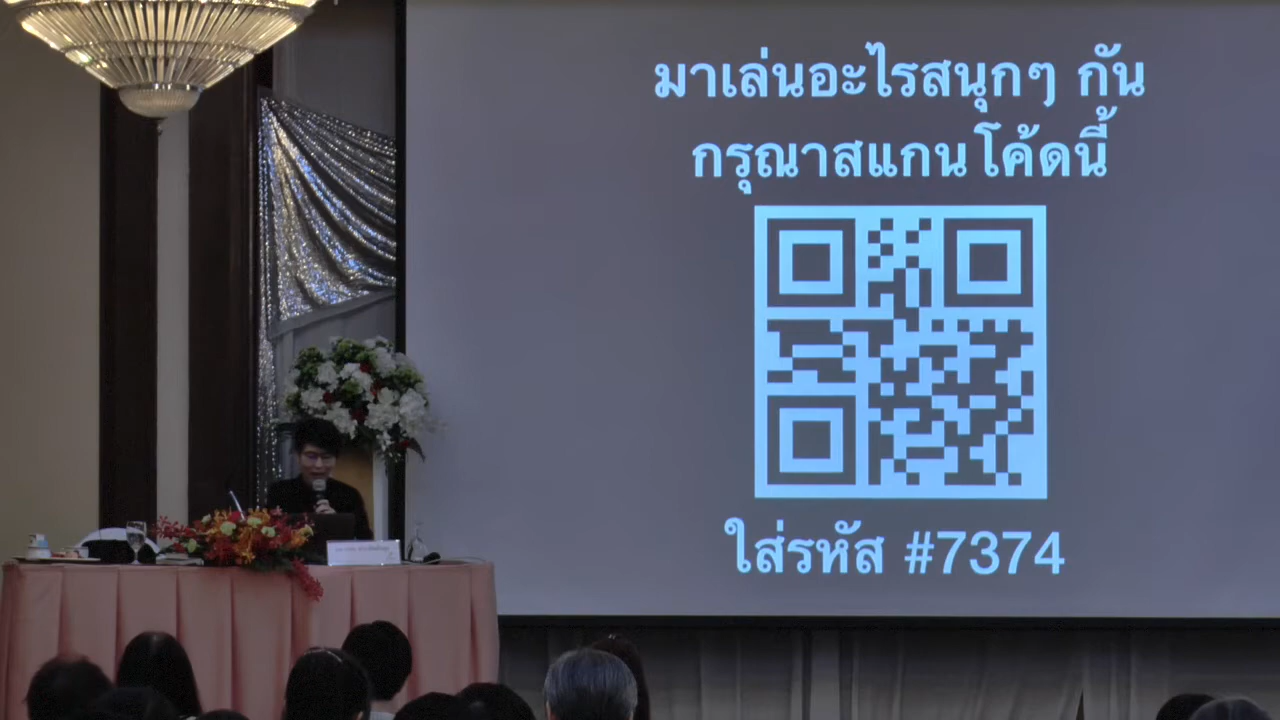 มาเล่นอะไรสนุกๆ กัน
กรุณาสแกนโค้ดนี้
ใส่รหัส #7374